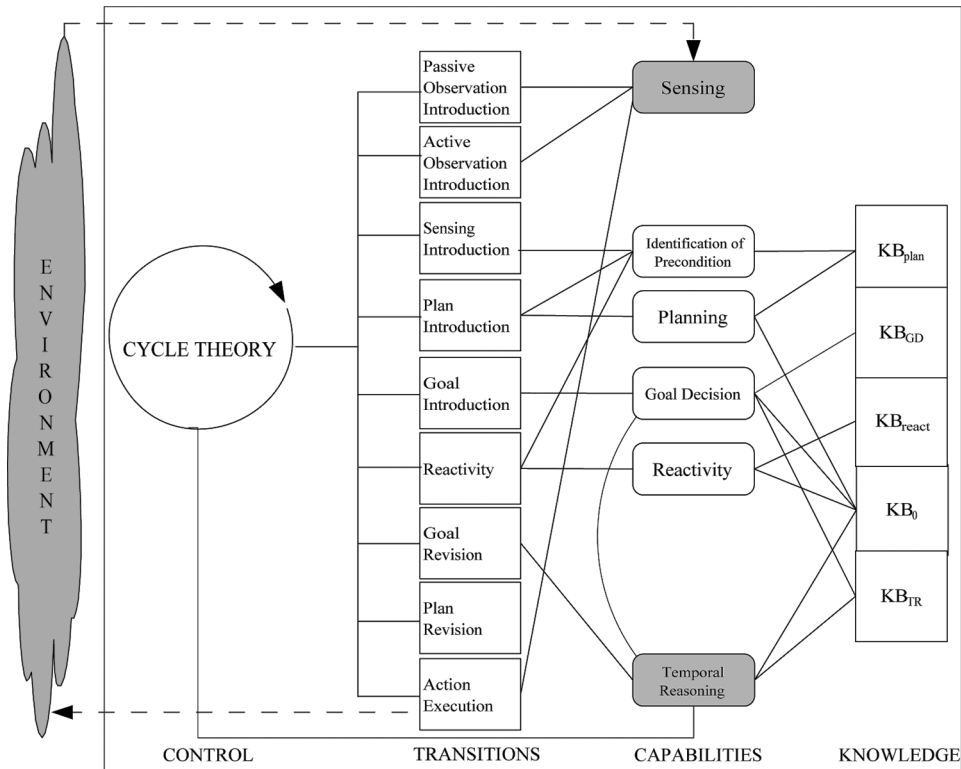 ENVIRONMENT
CYCLE THEORY
Passive
Observation
Introduction
Active
Observation
Introduction
Sensing
Introduction
Plan
Introduction
Goal
Introduction
Reactivity
Goal
Revision
Plan
Revision
Action
Execution
Sensing
Identification of
Precondition
Planning
Goal Decision
Reactivity
Temporal
Reasoning
KBplan
KBGD
KBreact
KB0
KBTR
CONTROL
TRANSITIONS
CAPABILITIES
KNOWLEDGE